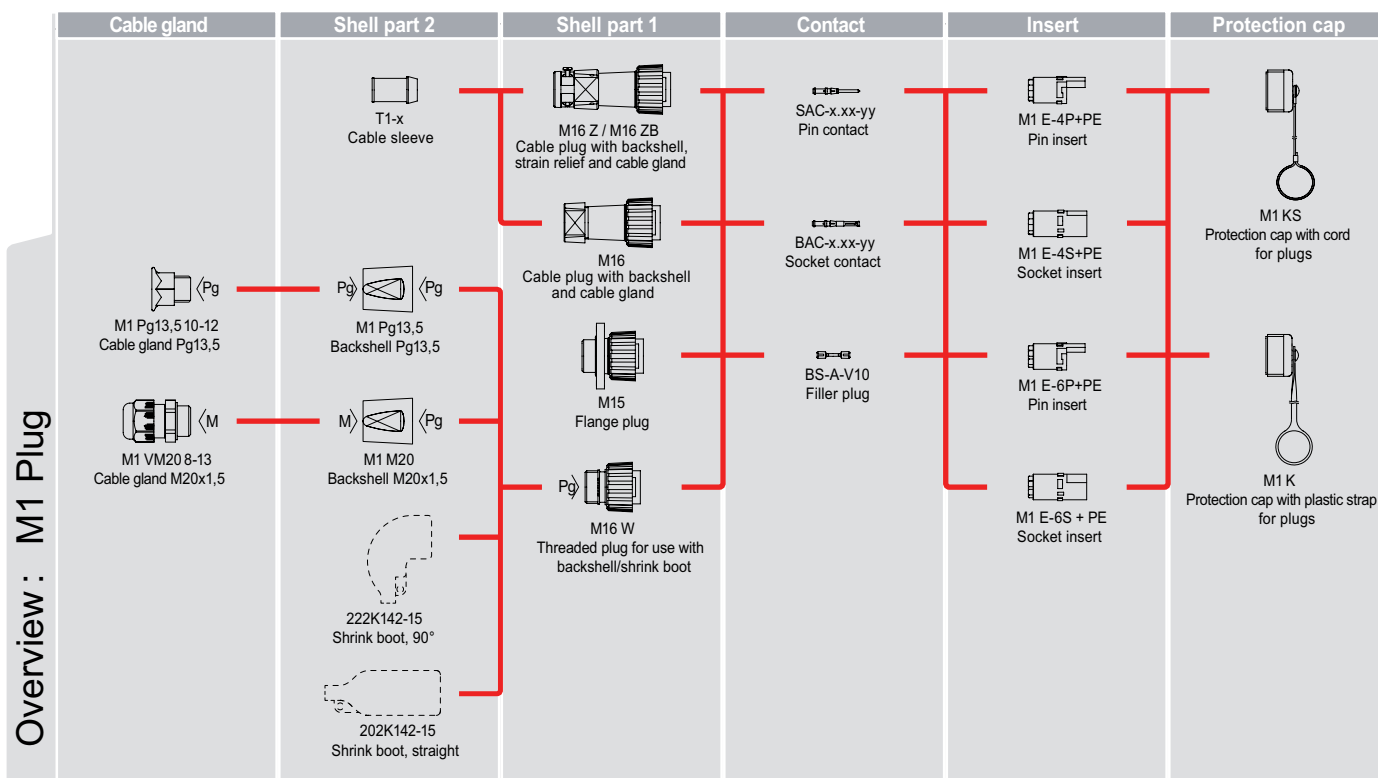 Overview : M1 Plug
Cable gland
Shell part 2
Shell part 1
Contact
Insert
Protection cap
Pg
M1 Pg13,5 10-12
Cable gland Pg13,5
M
M1 VM20 8-13
Cable gland M20x1,5
T1-x
Cable sleeve
Pg
Pg
M1 Pg13,5
Backshell Pg13,5
M
Pg
M1 M20
Backshell M20x1,5
222K142-15
Shrink boot, 90°
202K142-15
Shrink boot, straight
M16 Z / M16 ZB
Cable plug with backshell,
strain relief and cable gland
M16
Cable plug with backshell
and cable gland
M15
Flange plug
Pg
M16 W
Threaded plug for use with
backshell/shrink boot
SAC-x.xx-yy
Pin contact
BAC-x.xx-yy
Socket contact
BS-A-V10
Filler plug
M1 E-4P+PE
Pin insert
M1 E-4S+PE
Socket insert
M1 E-6P+PE
Pin insert
M1 E-6S + PE
Socket insert
M1 KS
Protection cap with cord
for plugs
M1 K
Protection cap with plastic strap
for plugs